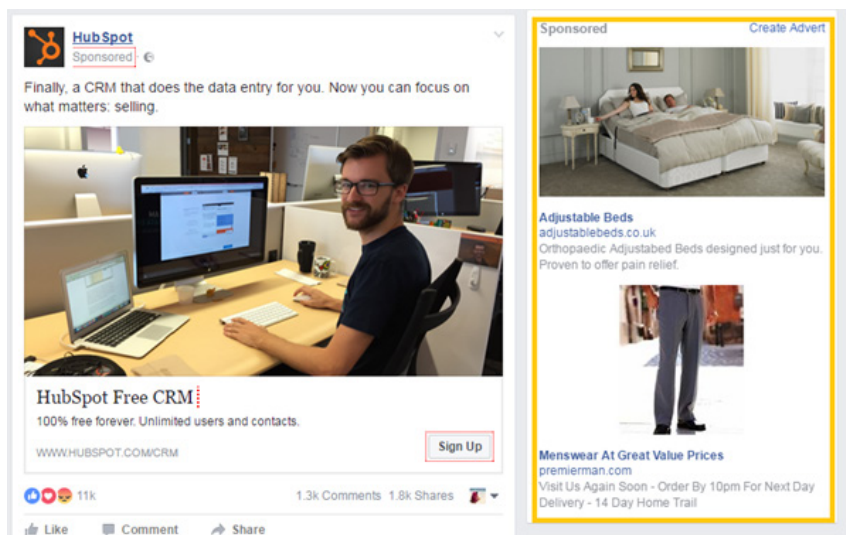 HubSpot
Sponsored ·
Finally, a CRM that does the data entry for you. Now you can focus on
what matters: selling.
HubSpot Free CRM
100% free forever. Unlimited users and contacts.
WWW.HUBSPOT.COM/CRM
Sign Up
11k
1.3k Comments 1.8k Shares
Like Comment Share
Sponsored Create Advert
Adjustable Beds
adjustablebeds.co.uk
Orthopaedic Adjustabed Beds designed just for you.
Proven to offer pain relief.
Menswear At Great Value Prices
premierman.com
Visit Us Again Soon - Order By 10pm For Next Day
Delivery - 14 Day Home Trail